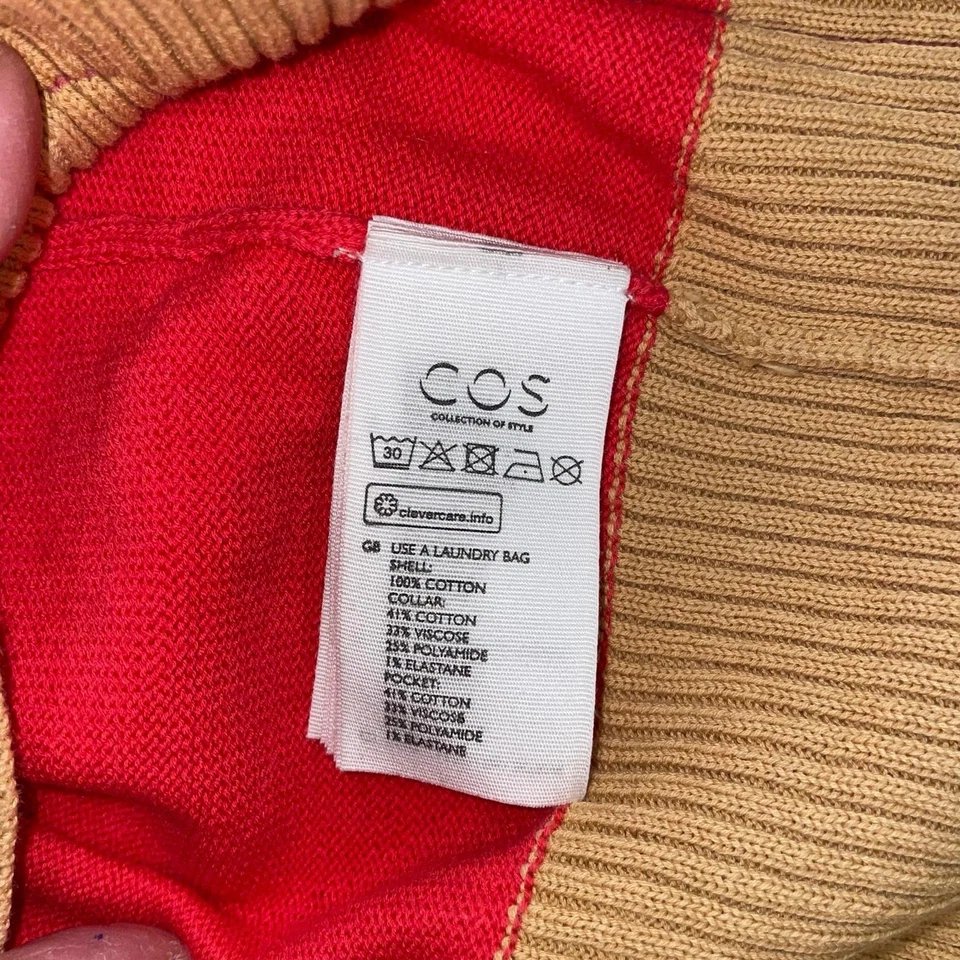 COS
COLLECTION OF STYLE
30
clevercare.info
GB USE A LAUNDRY BAG
SHELL:
100% COTTON
COLLAR:
41% COTTON
33% VISCOSE
25% POLYAMIDE
1% ELASTANE
POCKET:
41% COTTON
33% VISCOSE
25% POLYAMIDE
1% ELASTANE